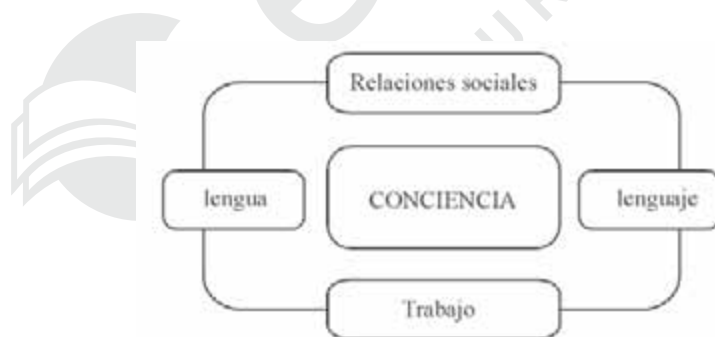 Relaciones sociales
lengua
CONCIENCIA
lenguaje
Trabajo